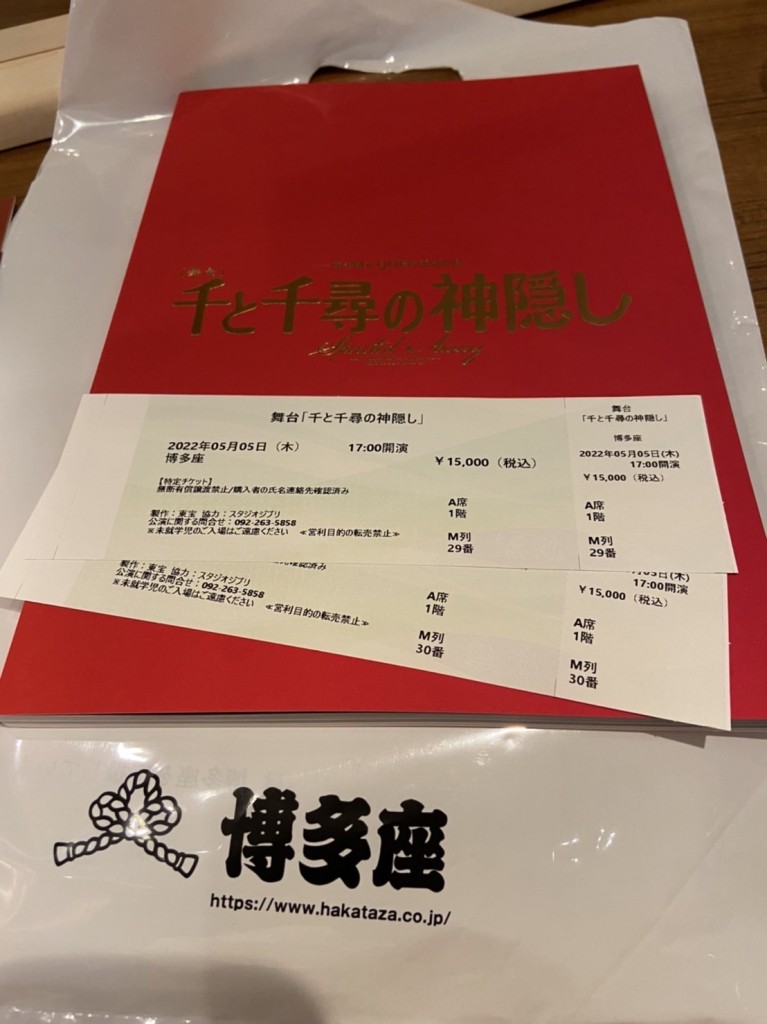 千と千尋の神隠し
Spirited Away
舞台「千と千尋の神隠し」
2022年05月05日（木） 17:00開演
博多座 ￥15,000（税込）
【特定チケット】
無断有償譲渡禁止/購入者の氏名連絡先確認済み
製作：東宝 協力：スタジオジブリ
公演に関する問合せ：092-263-5858
※未就学児のご入場はご遠慮ください ≪営利目的の転売禁止≫
A席
1階
M列
29番
舞台
「千と千尋の神隠し」
博多座
2022年05月05日(木)
17:00開演
￥15,000（税込）
A席
1階
M列
29番
製作：東宝 協力：スタジオジブリ
公演に関する問合せ：092-263-5858
※未就学児のご入場はご遠慮ください ≪営利目的の転売禁止≫
A席
1階
M列
30番
17:00開演
￥15,000（税込）
A席
1階
M列
30番
博多座
https://www.hakataza.co.jp/